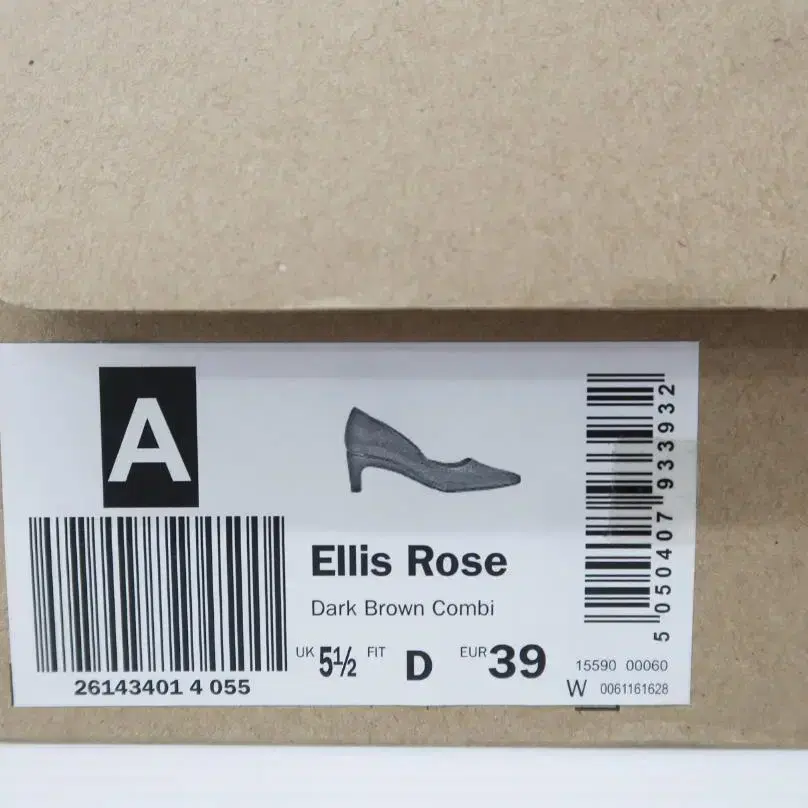 A
26143401 4 055
Ellis Rose
Dark Brown Combi
UK 5½ FIT D EUR 39
5 050407 933932
15590 00060
W 0061161628